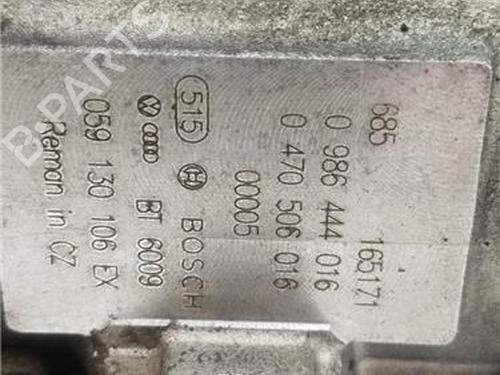 685 165171
0 986 444 016
0 470 506 016
00005
515 BOSCH
BT 6009
059 130 106 EX
Reman in CZ
B-PARTS